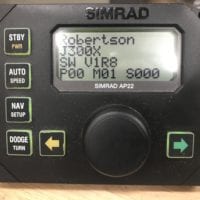 SIMRAD
STBY
PWR
Robertson
J300X
SW V1R8
P00 M01 S000
AUTO
SPEED
SIMRAD AP22
NAV
SETUP
DODGE
TURN